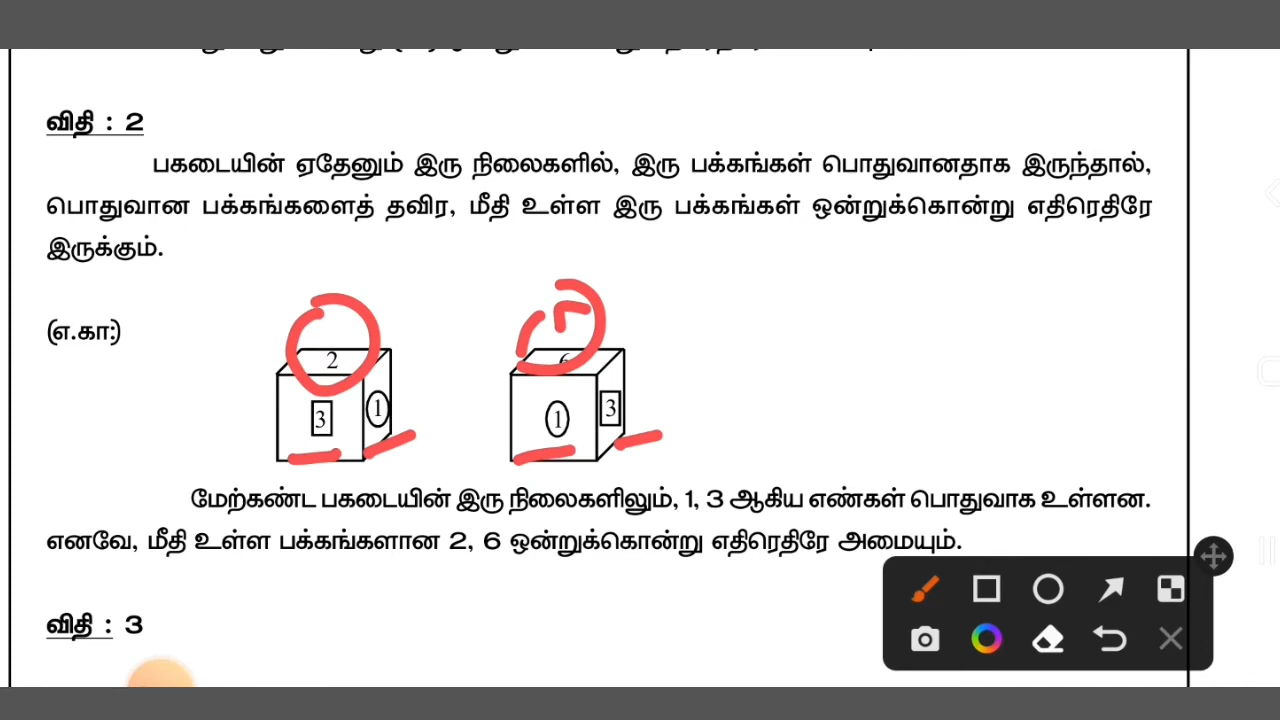 விதி : 2
பகடையின் ஏதேனும் இரு நிலைகளில், இரு பக்கங்கள் பொதுவானதாக இருந்தால்,
பொதுவான பக்கங்களைத் தவிர, மீதி உள்ள இரு பக்கங்கள் ஒன்றுக்கொன்று எதிரெதிரே
இருக்கும்.
(எ.கா:)
2
3 1
6
1 3
மேற்கண்ட பகடையின் இரு நிலைகளிலும், 1, 3 ஆகிய எண்கள் பொதுவாக உள்ளன.
எனவே, மீதி உள்ள பக்கங்களான 2, 6 ஒன்றுக்கொன்று எதிரெதிரே அமையும்.
விதி : 3